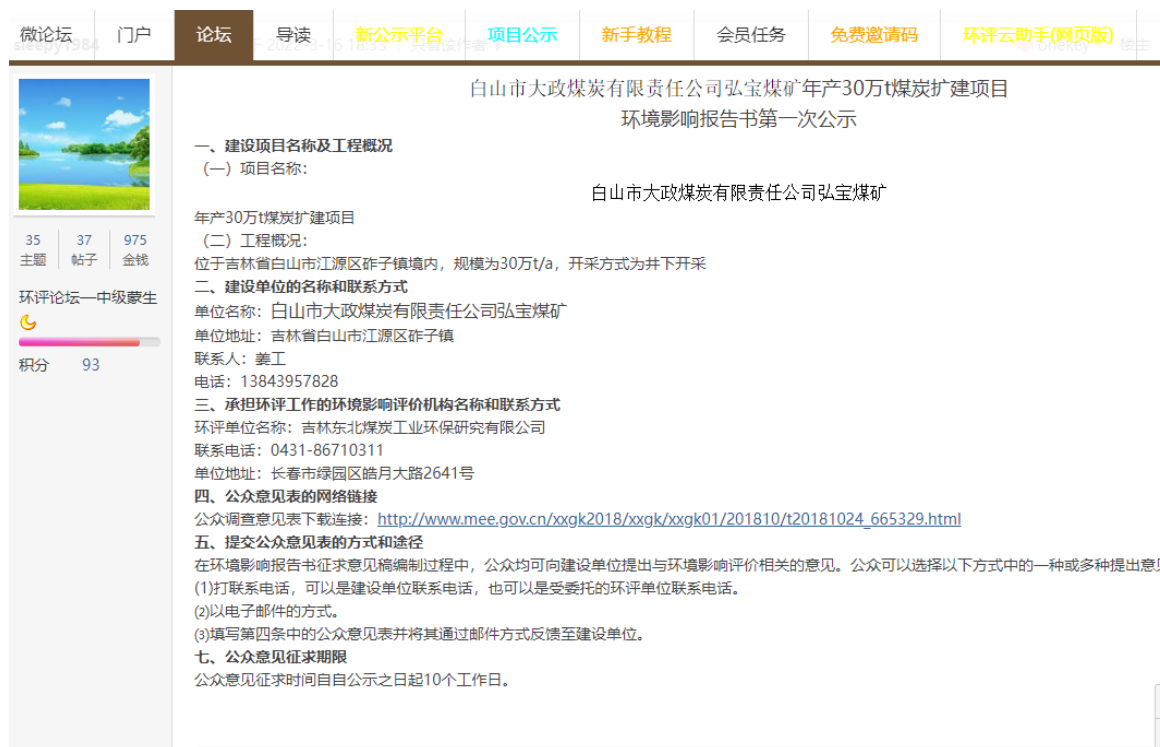 微论坛 门户 论坛 导读 新公示平台 项目公示 新手教程 会员任务 免费邀请码 环评云助手(网页版)
sleepy1984 2022-3-16 18:53 只看该作者 onekey 楼主
白山市大政煤炭有限责任公司弘宝煤矿年产30万t煤炭扩建项目
环境影响报告书第一次公示
一、建设项目名称及工程概况
（一）项目名称：
白山市大政煤炭有限责任公司弘宝煤矿
年产30万t煤炭扩建项目
（二）工程概况：
位于吉林省白山市江源区砟子镇境内，规模为30万t/a，开采方式为井下开采
二、建设单位的名称和联系方式
单位名称：白山市大政煤炭有限责任公司弘宝煤矿
单位地址：吉林省白山市江源区砟子镇
联系人：姜工
电话：13843957828
三、承担环评工作的环境影响评价机构名称和联系方式
环评单位名称：吉林东北煤炭工业环保研究有限公司
联系电话：0431-86710311
单位地址：长春市绿园区皓月大路2641号
四、公众意见表的网络链接
公众调查意见表下载连接：http://www.mee.gov.cn/xxgk2018/xxgk/xxgk01/201810/t20181024_665329.html
五、提交公众意见表的方式和途径
在环境影响报告书征求意见稿编制过程中，公众均可向建设单位提出与环境影响评价相关的意见。公众可以选择以下方式中的一种或多种提出意见
(1)打联系电话，可以是建设单位联系电话，也可以是受委托的环评单位联系电话。
⑵以电子邮件的方式。
⑶填写第四条中的公众意见表并将其通过邮件方式反馈至建设单位。
七、公众意见征求期限
公众意见征求时间自自公示之日起10个工作日。
35 37 975
主题 帖子 金钱
环评论坛—中级蒙生
积分 93